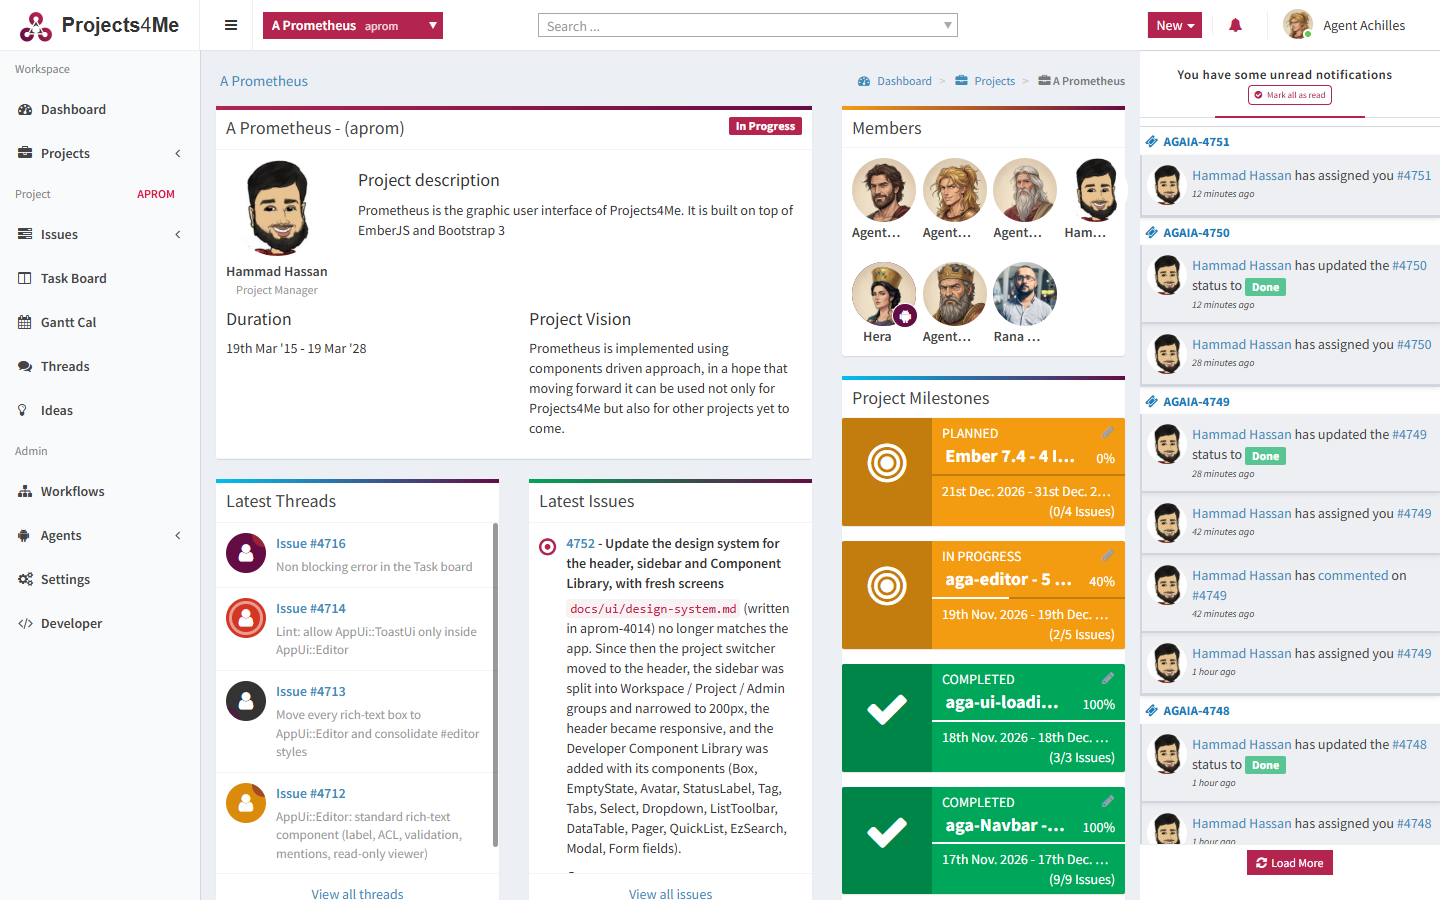 Projects4Me
A Prometheus aprom
Search ...
New
Agent Achilles
Workspace
Dashboard
Projects
Project APROM
Issues
Task Board
Gantt Cal
Threads
Ideas
Admin
Workflows
Agents
Settings
Developer
A Prometheus
Dashboard > Projects > A Prometheus
A Prometheus - (aprom)
In Progress
Hammad Hassan
Project Manager
Project description
Prometheus is the graphic user interface of Projects4Me. It is built on top of
EmberJS and Bootstrap 3
Duration
19th Mar '15 - 19 Mar '28
Project Vision
Prometheus is implemented using
components driven approach, in a hope that
moving forward it can be used not only for
Projects4Me but also for other projects yet to
come.
Latest Threads
Issue #4716
Non blocking error in the Task board
Issue #4714
Lint: allow AppUi::ToastUi only inside
AppUi::Editor
Issue #4713
Move every rich-text box to
AppUi::Editor and consolidate #editor
styles
Issue #4712
AppUi::Editor: standard rich-text
component (label, ACL, validation,
mentions, read-only viewer)
View all threads
Latest Issues
4752 - Update the design system for
the header, sidebar and Component
Library, with fresh screens
docs/ui/design-system.md (written
in aprom-4014) no longer matches the
app. Since then the project switcher
moved to the header, the sidebar was
split into Workspace / Project / Admin
groups and narrowed to 200px, the
header became responsive, and the
Developer Component Library was
added with its components (Box,
EmptyState, Avatar, StatusLabel, Tag,
Tabs, Select, Dropdown, ListToolbar,
DataTable, Pager, QuickList, EzSearch,
Modal, Form fields).
View all issues
Members
Agent... Agent... Agent... Ham...
Hera Agent... Rana ...
Project Milestones
PLANNED
Ember 7.4 - 4 I... 0%
21st Dec. 2026 - 31st Dec. 2...
(0/4 Issues)
IN PROGRESS
aga-editor - 5 ... 40%
19th Nov. 2026 - 19th Dec. ...
(2/5 Issues)
COMPLETED
aga-ui-loadi... 100%
18th Nov. 2026 - 18th Dec. ...
(3/3 Issues)
COMPLETED
aga-Navbar -... 100%
17th Nov. 2026 - 17th Dec. ...
(9/9 Issues)
You have some unread notifications
Mark all as read
AGAIA-4751
Hammad Hassan has assigned you #4751
12 minutes ago
AGAIA-4750
Hammad Hassan has updated the #4750
status to Done
12 minutes ago
Hammad Hassan has assigned you #4750
28 minutes ago
AGAIA-4749
Hammad Hassan has updated the #4749
status to Done
28 minutes ago
Hammad Hassan has assigned you #4749
42 minutes ago
Hammad Hassan has commented on
#4749
42 minutes ago
Hammad Hassan has assigned you #4749
1 hour ago
AGAIA-4748
Hammad Hassan has updated the #4748
status to Done
1 hour ago
Hammad Hassan has assigned you #4748
1 hour ago
Load More